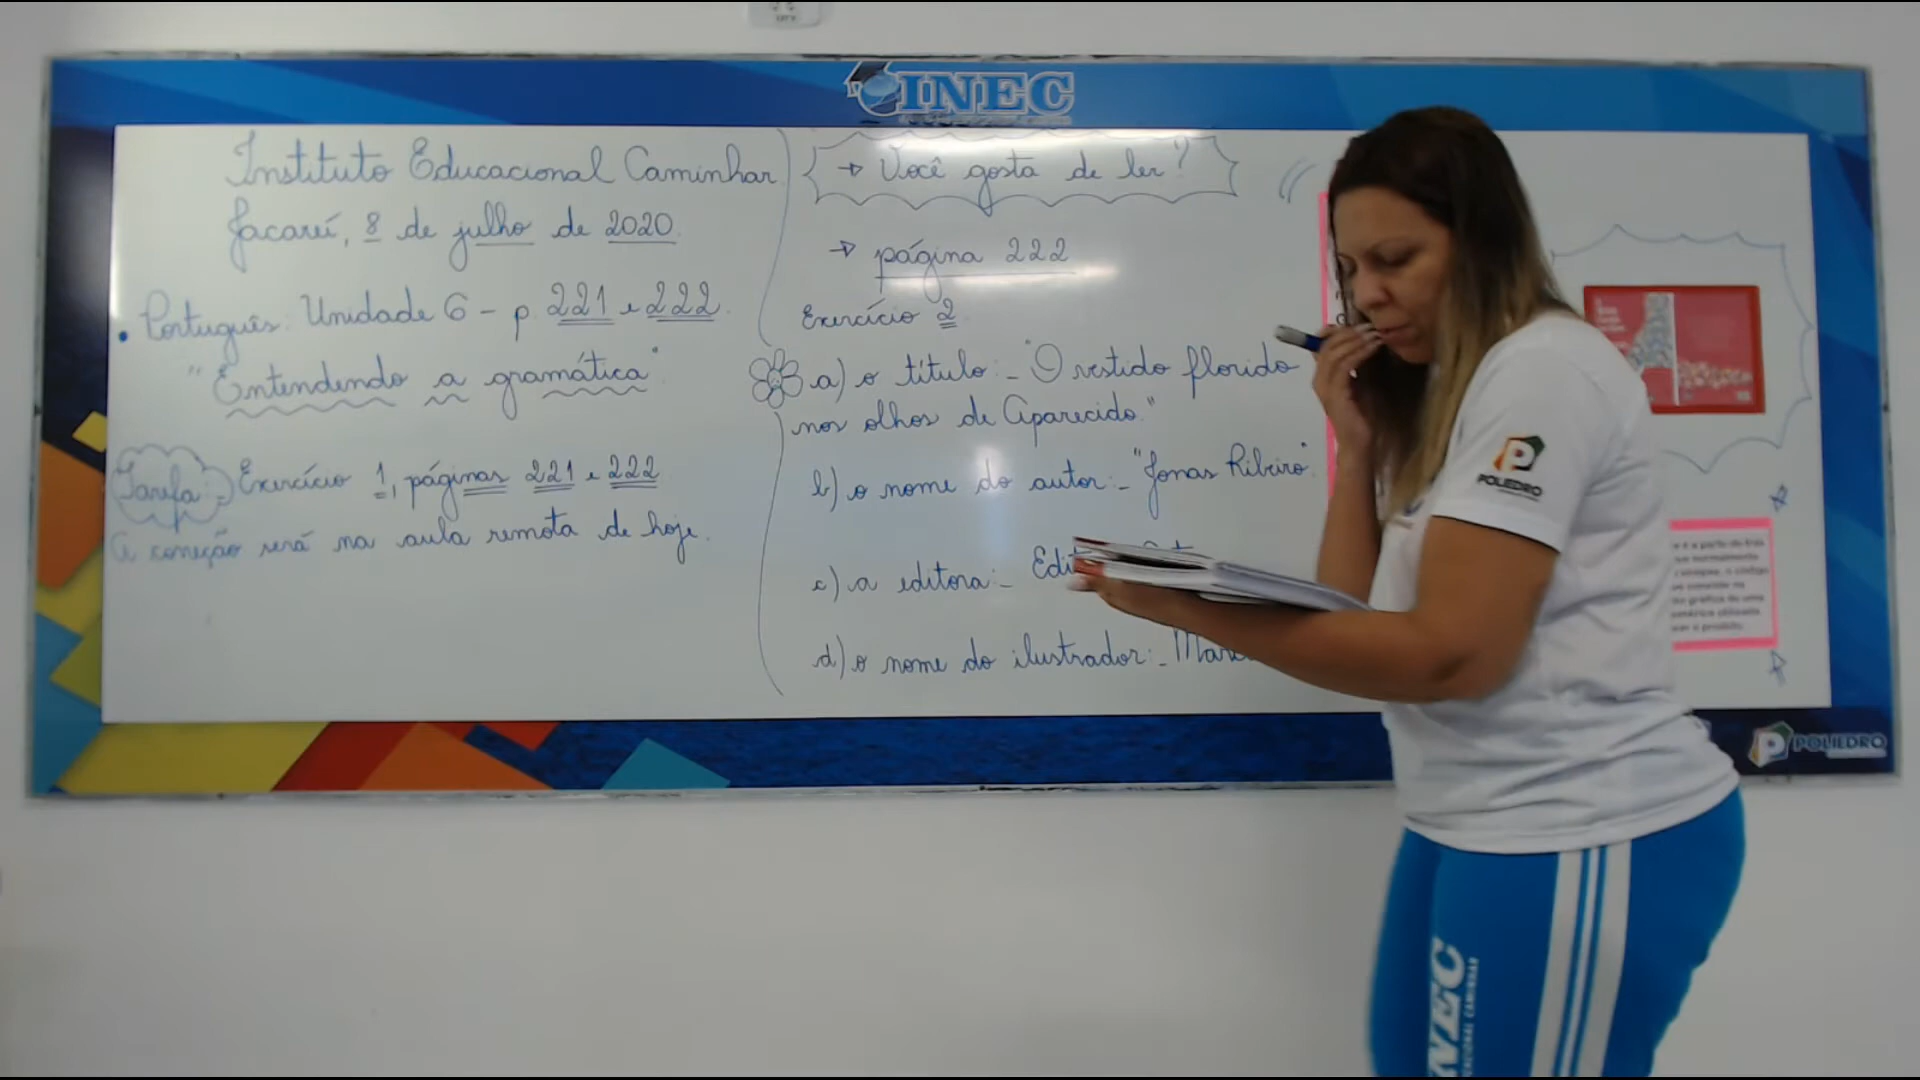 INEC
Instituto Educacional Caminhar
Jacareí, 8 de julho de 2020.
• Português: Unidade 6 - p. 221 e 222.
"Entendendo a gramática"
Tarefa: Exercício 1, páginas 221 e 222
A correção será na aula remota de hoje.
→ Você gosta de ler?
→ página 222
Exercício 2
a) o título:- "O vestido florido
nos olhos de Aparecido."
b) o nome do autor:- "Jonas Ribeiro".
c) a editora:-
d) o nome do ilustrador:-
POLIEDRO
POLIEDRO
INEC